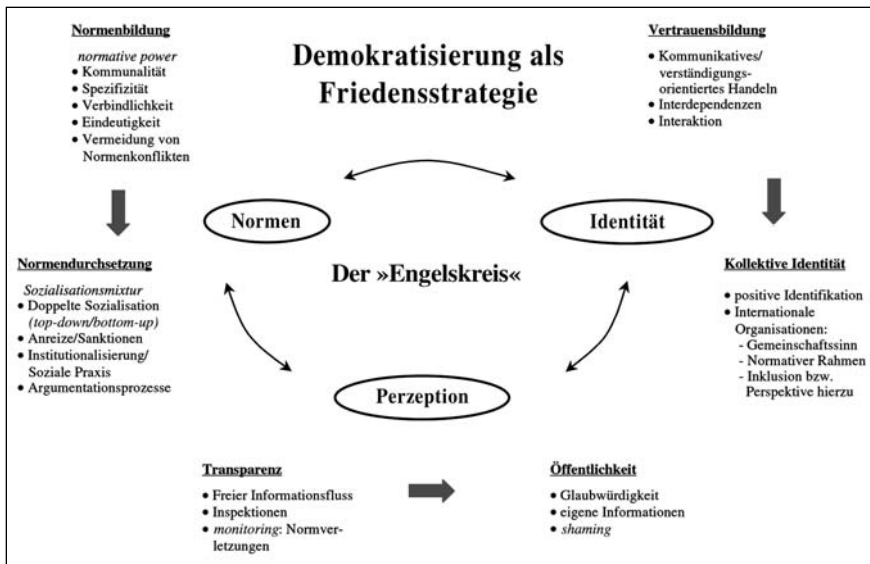 Demokratisierung als
Friedensstrategie
Normenbildung
normative power
• Kommunalität
• Spezifizität
• Verbindlichkeit
• Eindeutigkeit
• Vermeidung von
Normenkonflikten
Vertrauensbildung
• Kommunikatives/
verständigungs-
orientiertes Handeln
• Interdependenzen
• Interaktion
Normen
Identität
Der »Engelskreis«
Normendurchsetzung
Sozialisationsmixtur
• Doppelte Sozialisation
(top-down/bottom-up)
• Anreize/Sanktionen
• Institutionalisierung/
Soziale Praxis
• Argumentationsprozesse
Kollektive Identität
• positive Identifikation
• Internationale
Organisationen:
- Gemeinschaftssinn
- Normativer Rahmen
- Inklusion bzw.
Perspektive hierzu
Perzeption
Transparenz
• Freier Informationsfluss
• Inspektionen
• monitoring: Normver-
letzungen
Öffentlichkeit
• Glaubwürdigkeit
• eigene Informationen
• shaming